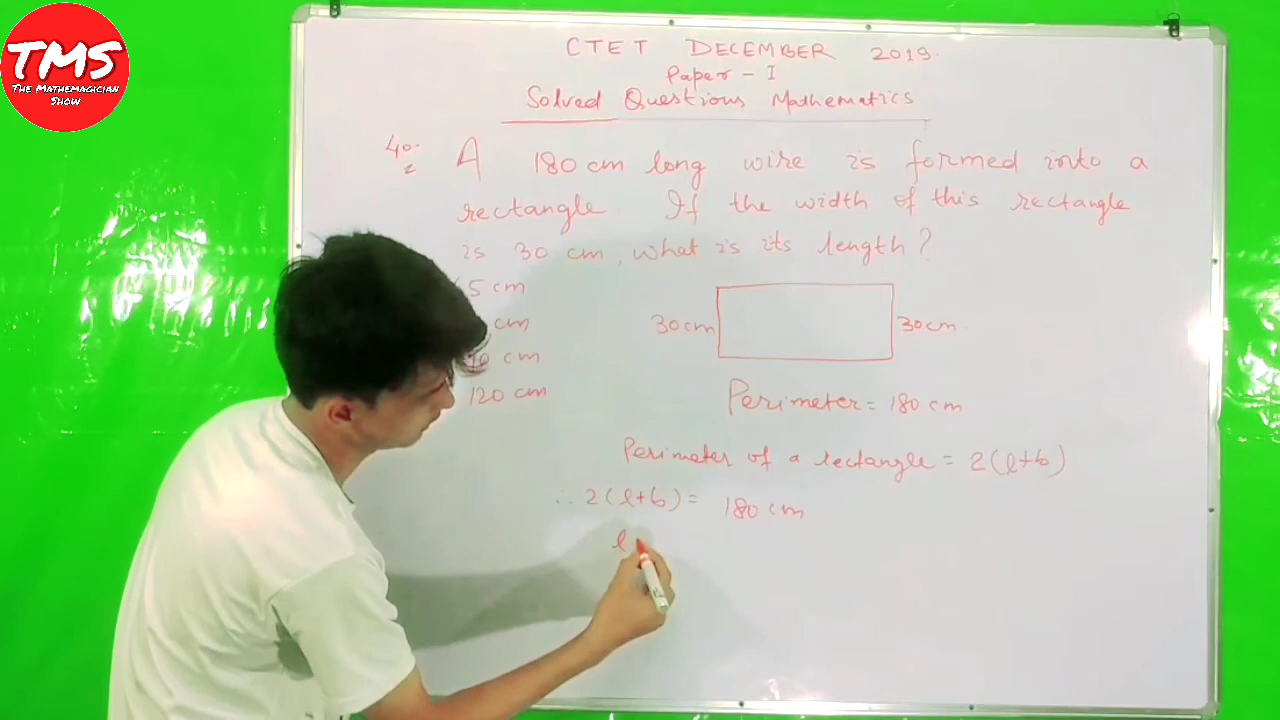 TMS
THE MATHEMAGICIAN
SHOW
CTET DECEMBER 2019.
Paper - I
Solved Questions Mathematics
40. A 180 cm long wire is formed into a
rectangle. If the width of this rectangle
is 30 cm, what is its length?
5 cm
cm
cm
120 cm
30cm 30cm
Perimeter = 180 cm
Perimeter of a rectangle = 2(l+b)
∴ 2(l+b) = 180 cm
l